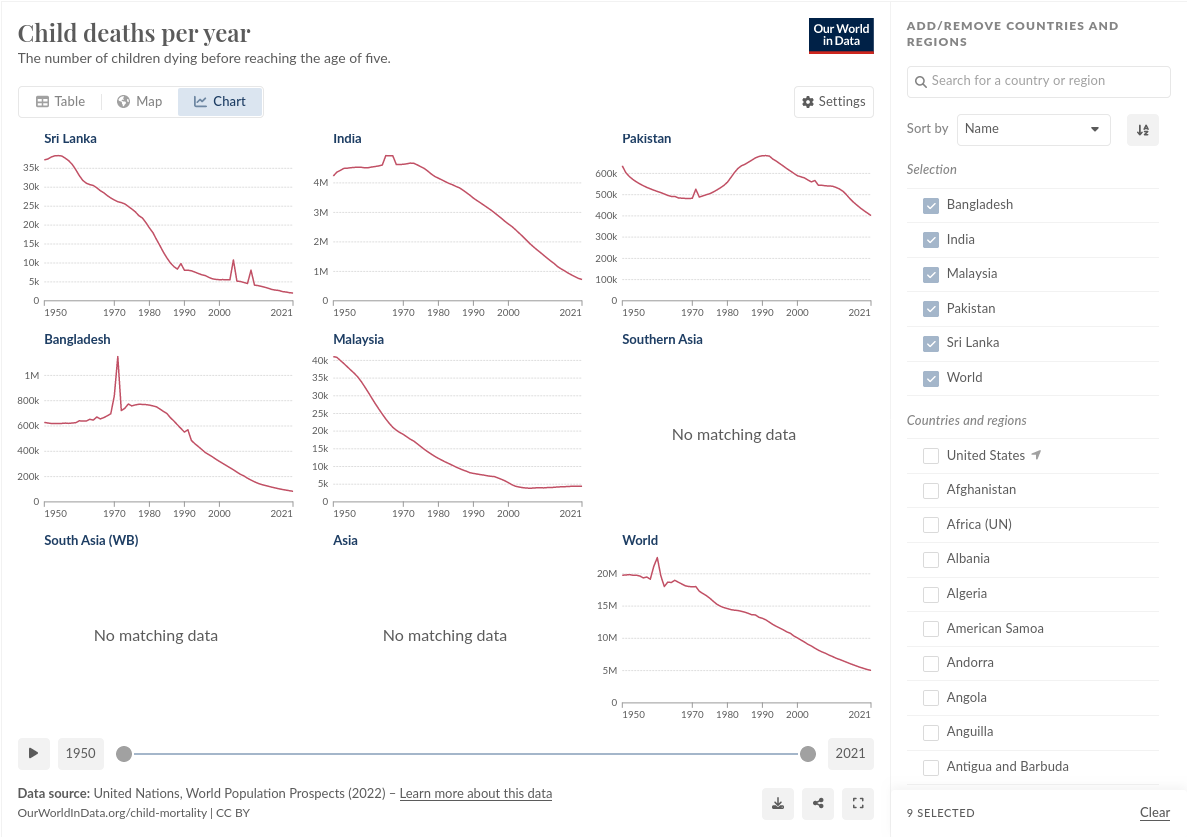 Child deaths per year
The number of children dying before reaching the age of five.
Our World
in Data
Table
Map
Chart
Settings
Sri Lanka
35k
30k
25k
20k
15k
10k
5k
0
1950 1970 1980 1990 2000 2021
India
4M
3M
2M
1M
0
1950 1970 1980 1990 2000 2021
Pakistan
600k
500k
400k
300k
200k
100k
0
1950 1970 1980 1990 2000 2021
Bangladesh
1M
800k
600k
400k
200k
0
1950 1970 1980 1990 2000 2021
Malaysia
40k
35k
30k
25k
20k
15k
10k
5k
0
1950 1970 1980 1990 2000 2021
Southern Asia
No matching data
South Asia (WB)
No matching data
Asia
No matching data
World
20M
15M
10M
5M
0
1950 1970 1980 1990 2000 2021
1950
2021
Data source: United Nations, World Population Prospects (2022) – Learn more about this data
OurWorldInData.org/child-mortality | CC BY
ADD/REMOVE COUNTRIES AND
REGIONS
Search for a country or region
Sort by
Name
Selection
Bangladesh
India
Malaysia
Pakistan
Sri Lanka
World
Countries and regions
United States
Afghanistan
Africa (UN)
Albania
Algeria
American Samoa
Andorra
Angola
Anguilla
Antigua and Barbuda
9 SELECTED
Clear